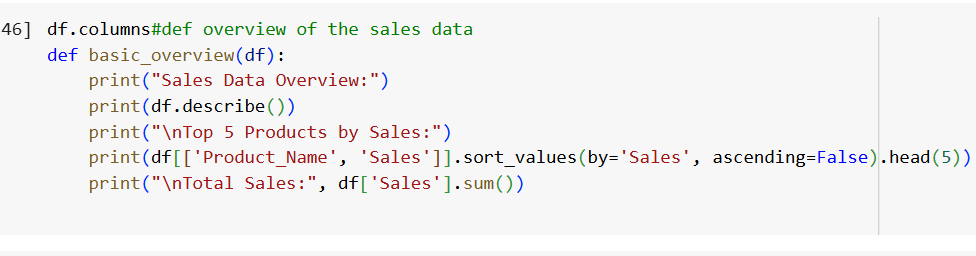 46] df.columns#def overview of the sales data
def basic_overview(df):
    print("Sales Data Overview:")
    print(df.describe())
    print("\nTop 5 Products by Sales:")
    print(df[['Product_Name', 'Sales']].sort_values(by='Sales', ascending=False).head(5))
    print("\nTotal Sales:", df['Sales'].sum())